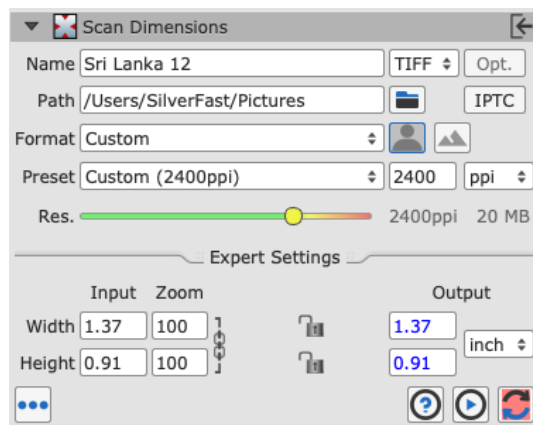 Scan Dimensions
Name Sri Lanka 12 TIFF Opt.
Path /Users/SilverFast/Pictures IPTC
Format Custom
Preset Custom (2400ppi) 2400 ppi
Res. 2400ppi 20 MB
Expert Settings
Input Zoom Output
Width 1.37 100 1.37
inch
Height 0.91 100 0.91